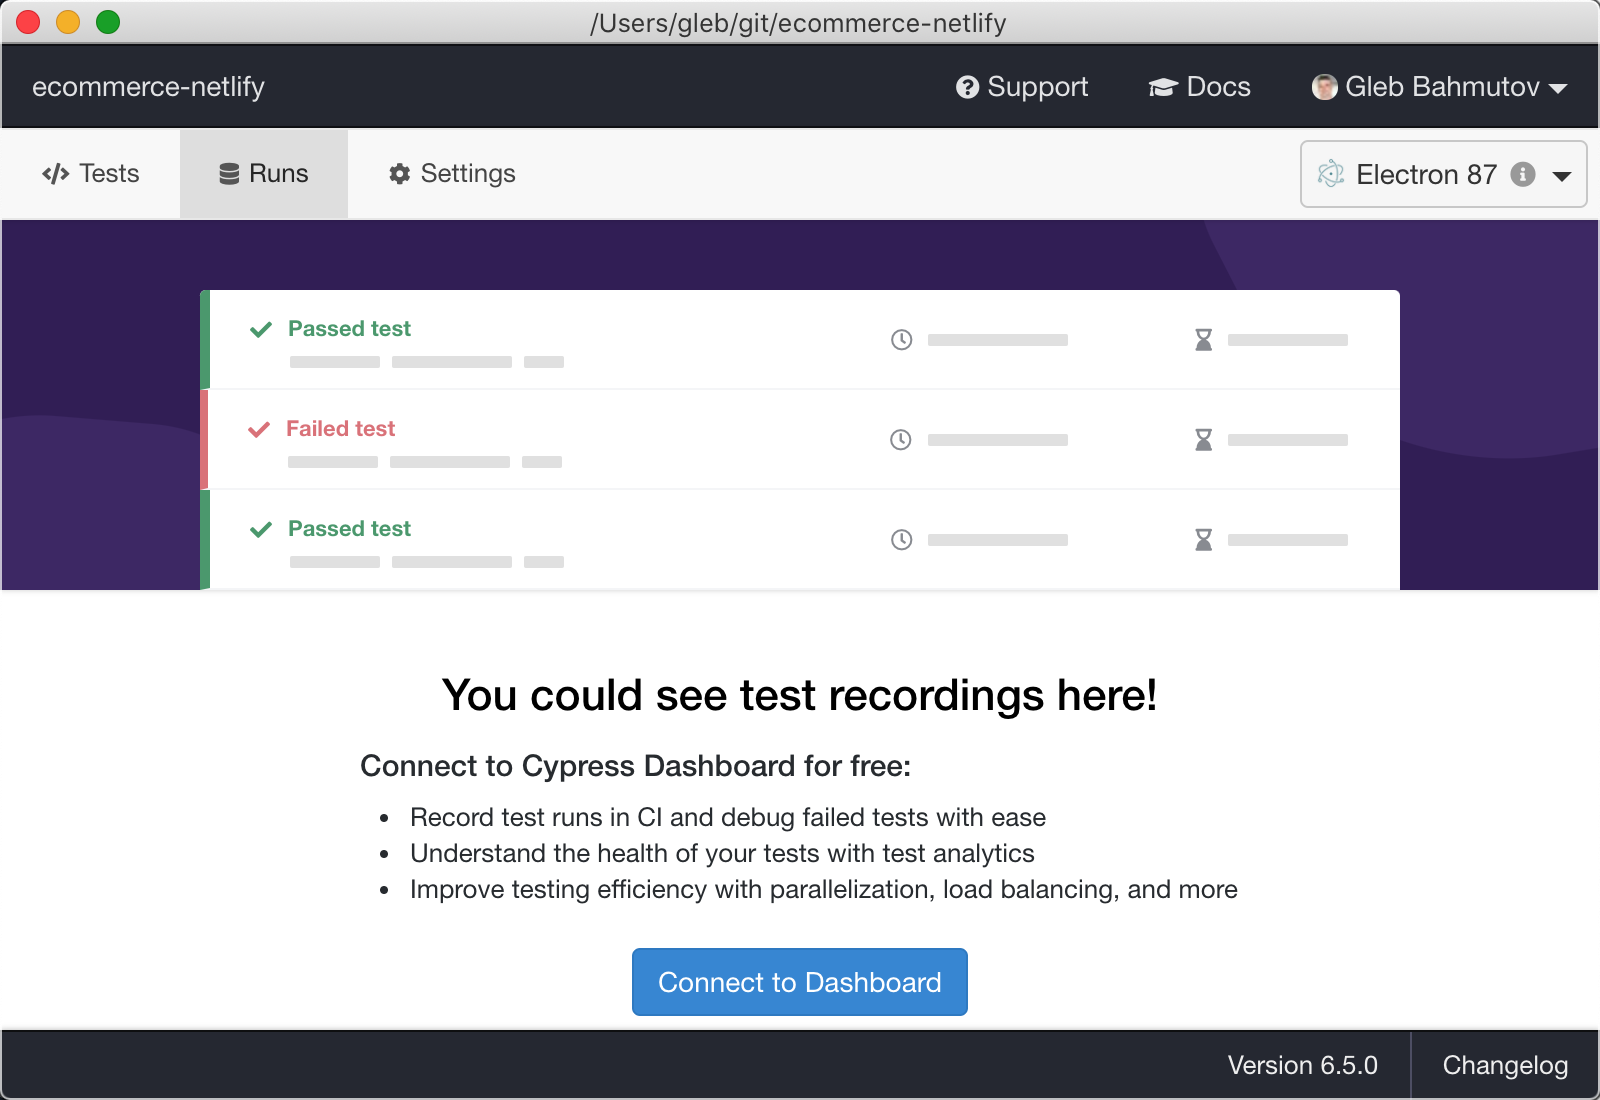 /Users/gleb/git/ecommerce-netlify
ecommerce-netlify Support Docs Gleb Bahmutov
Tests Runs Settings Electron 87
Passed test
Failed test
Passed test
You could see test recordings here!
Connect to Cypress Dashboard for free:
• Record test runs in CI and debug failed tests with ease
• Understand the health of your tests with test analytics
• Improve testing efficiency with parallelization, load balancing, and more
Connect to Dashboard
Version 6.5.0 Changelog